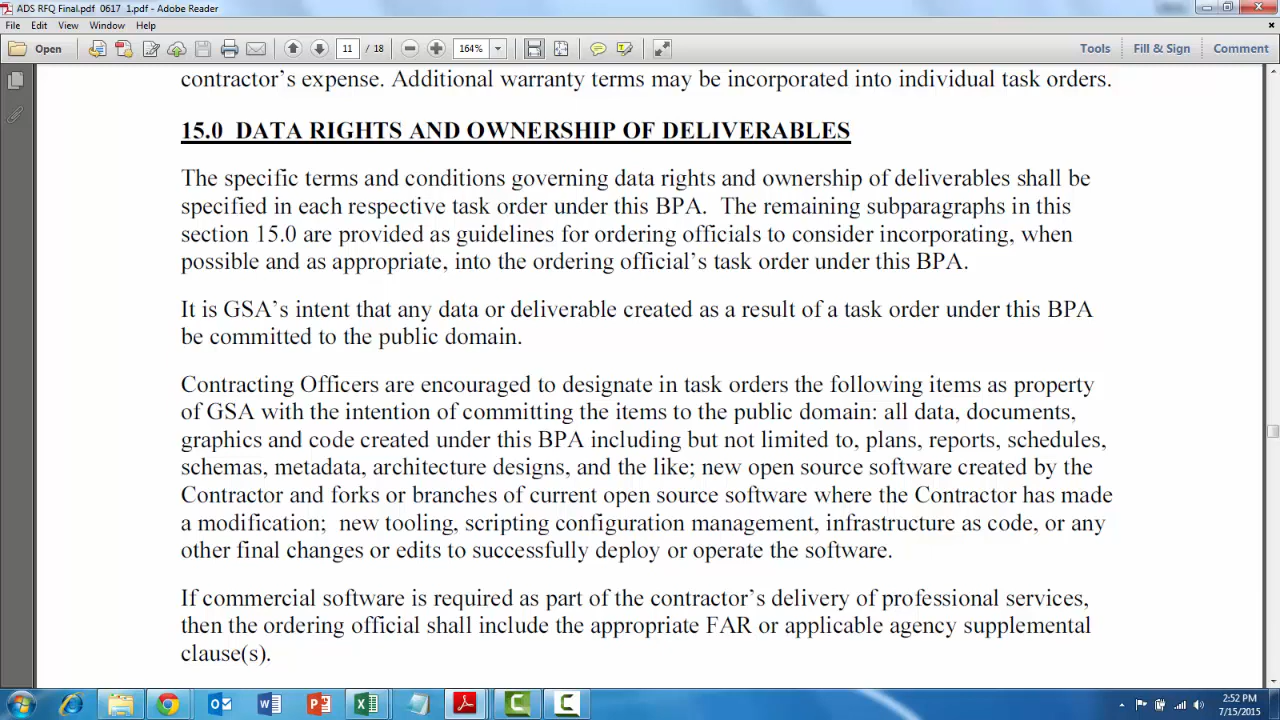 ADS RFQ Final.pdf 0617 1.pdf - Adobe Reader
File Edit View Window Help
Open 11 / 18 164% Tools Fill & Sign Comment
contractor’s expense. Additional warranty terms may be incorporated into individual task orders.
15.0 DATA RIGHTS AND OWNERSHIP OF DELIVERABLES
The specific terms and conditions governing data rights and ownership of deliverables shall be
specified in each respective task order under this BPA. The remaining subparagraphs in this
section 15.0 are provided as guidelines for ordering officials to consider incorporating, when
possible and as appropriate, into the ordering official’s task order under this BPA.
It is GSA’s intent that any data or deliverable created as a result of a task order under this BPA
be committed to the public domain.
Contracting Officers are encouraged to designate in task orders the following items as property
of GSA with the intention of committing the items to the public domain: all data, documents,
graphics and code created under this BPA including but not limited to, plans, reports, schedules,
schemas, metadata, architecture designs, and the like; new open source software created by the
Contractor and forks or branches of current open source software where the Contractor has made
a modification; new tooling, scripting configuration management, infrastructure as code, or any
other final changes or edits to successfully deploy or operate the software.
If commercial software is required as part of the contractor’s delivery of professional services,
then the ordering official shall include the appropriate FAR or applicable agency supplemental
clause(s).
2:52 PM
7/15/2015